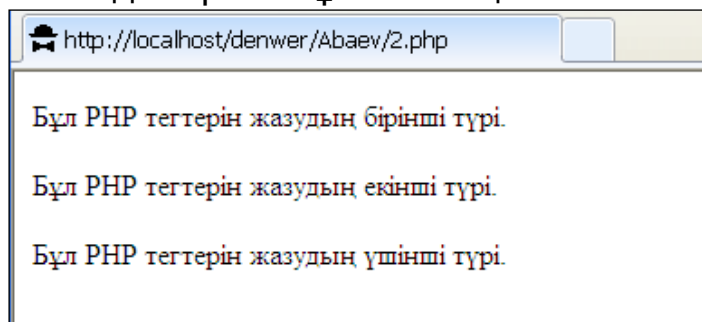 http://localhost/denwer/Abaev/2.php
Бұл PHP тегтерін жазудың бірінші түрі.
Бұл PHP тегтерін жазудың екінші түрі.
Бұл PHP тегтерін жазудың үшінші түрі.